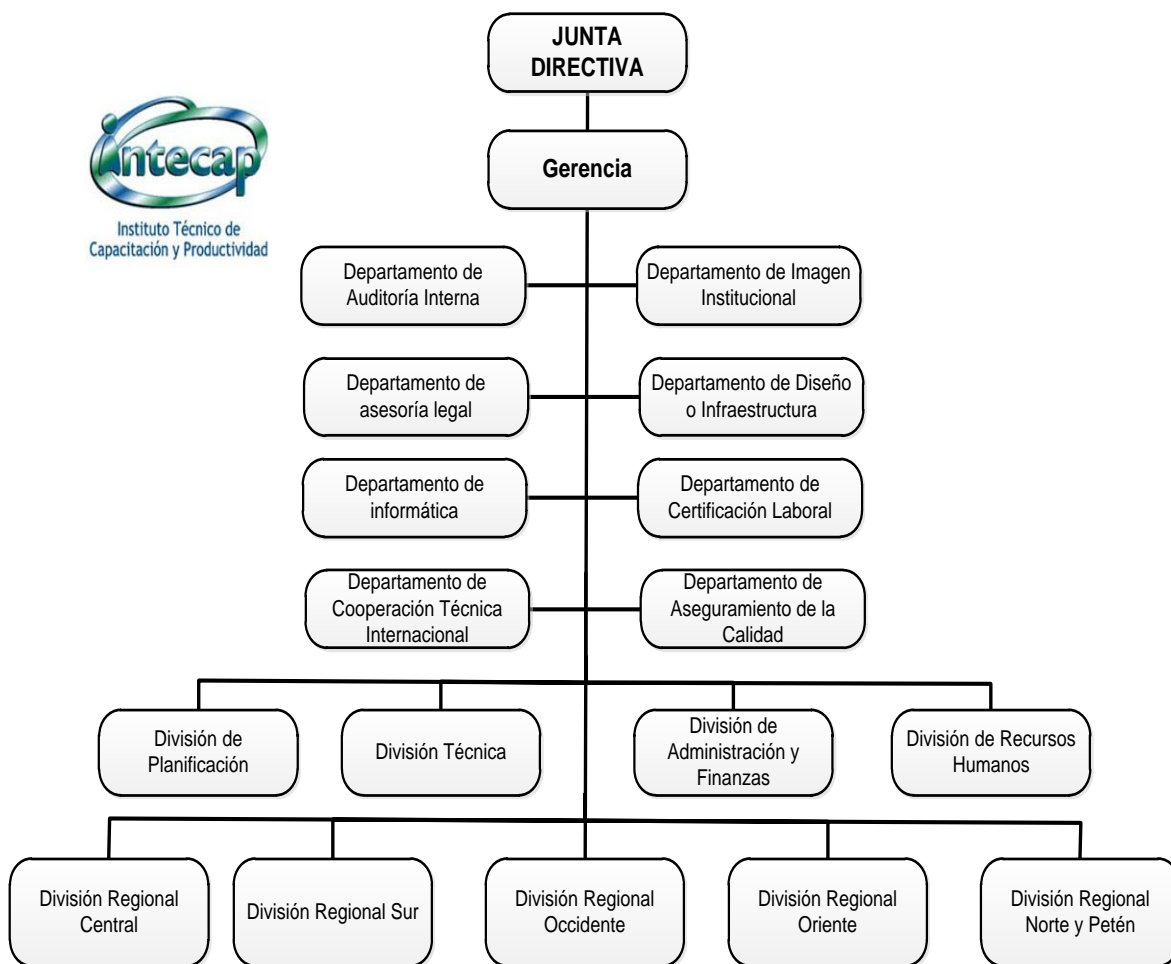 JUNTA
DIRECTIVA
Gerencia
intecap
Instituto Técnico de
Capacitación y Productividad
Departamento de
Auditoría Interna
Departamento de Imagen
Institucional
Departamento de
asesoría legal
Departamento de Diseño
o Infraestructura
Departamento de
informática
Departamento de
Certificación Laboral
Departamento de
Cooperación Técnica
Internacional
Departamento de
Aseguramiento de la
Calidad
División de
Planificación
División Técnica
División de
Administración y
Finanzas
División de Recursos
Humanos
División Regional
Central
División Regional Sur
División Regional
Occidente
División Regional
Oriente
División Regional
Norte y Petén